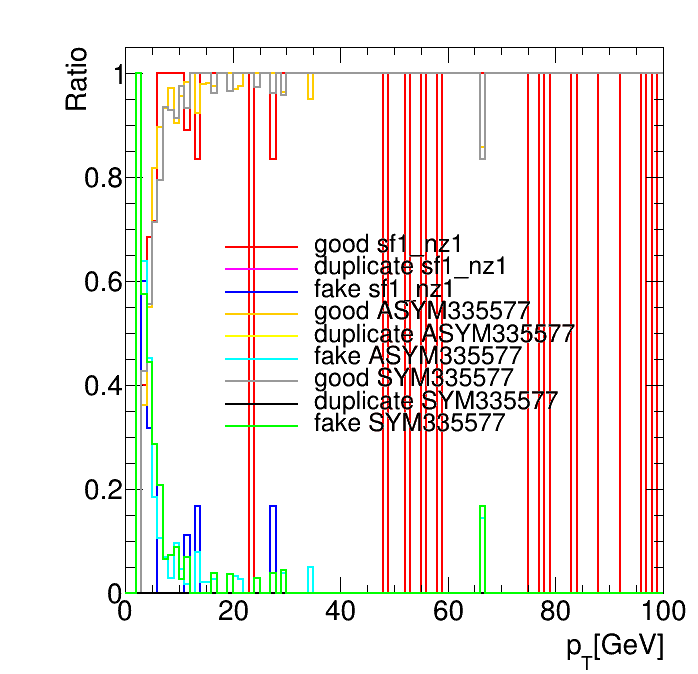 Ratio
1
0.8
0.6
0.4
0.2
0
good sf1_nz1
duplicate sf1_nz1
fake sf1_nz1
good ASYM335577
duplicate ASYM335577
fake ASYM335577
good SYM335577
duplicate SYM335577
fake SYM335577
0 20 40 60 80 100
p_T[GeV]